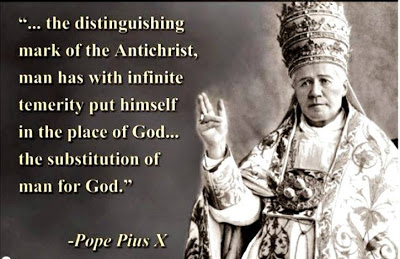 “... the distinguishing
mark of the Antichrist,
man has with infinite
temerity put himself
in the place of God...
the substitution of
man for God.”
-Pope Pius X